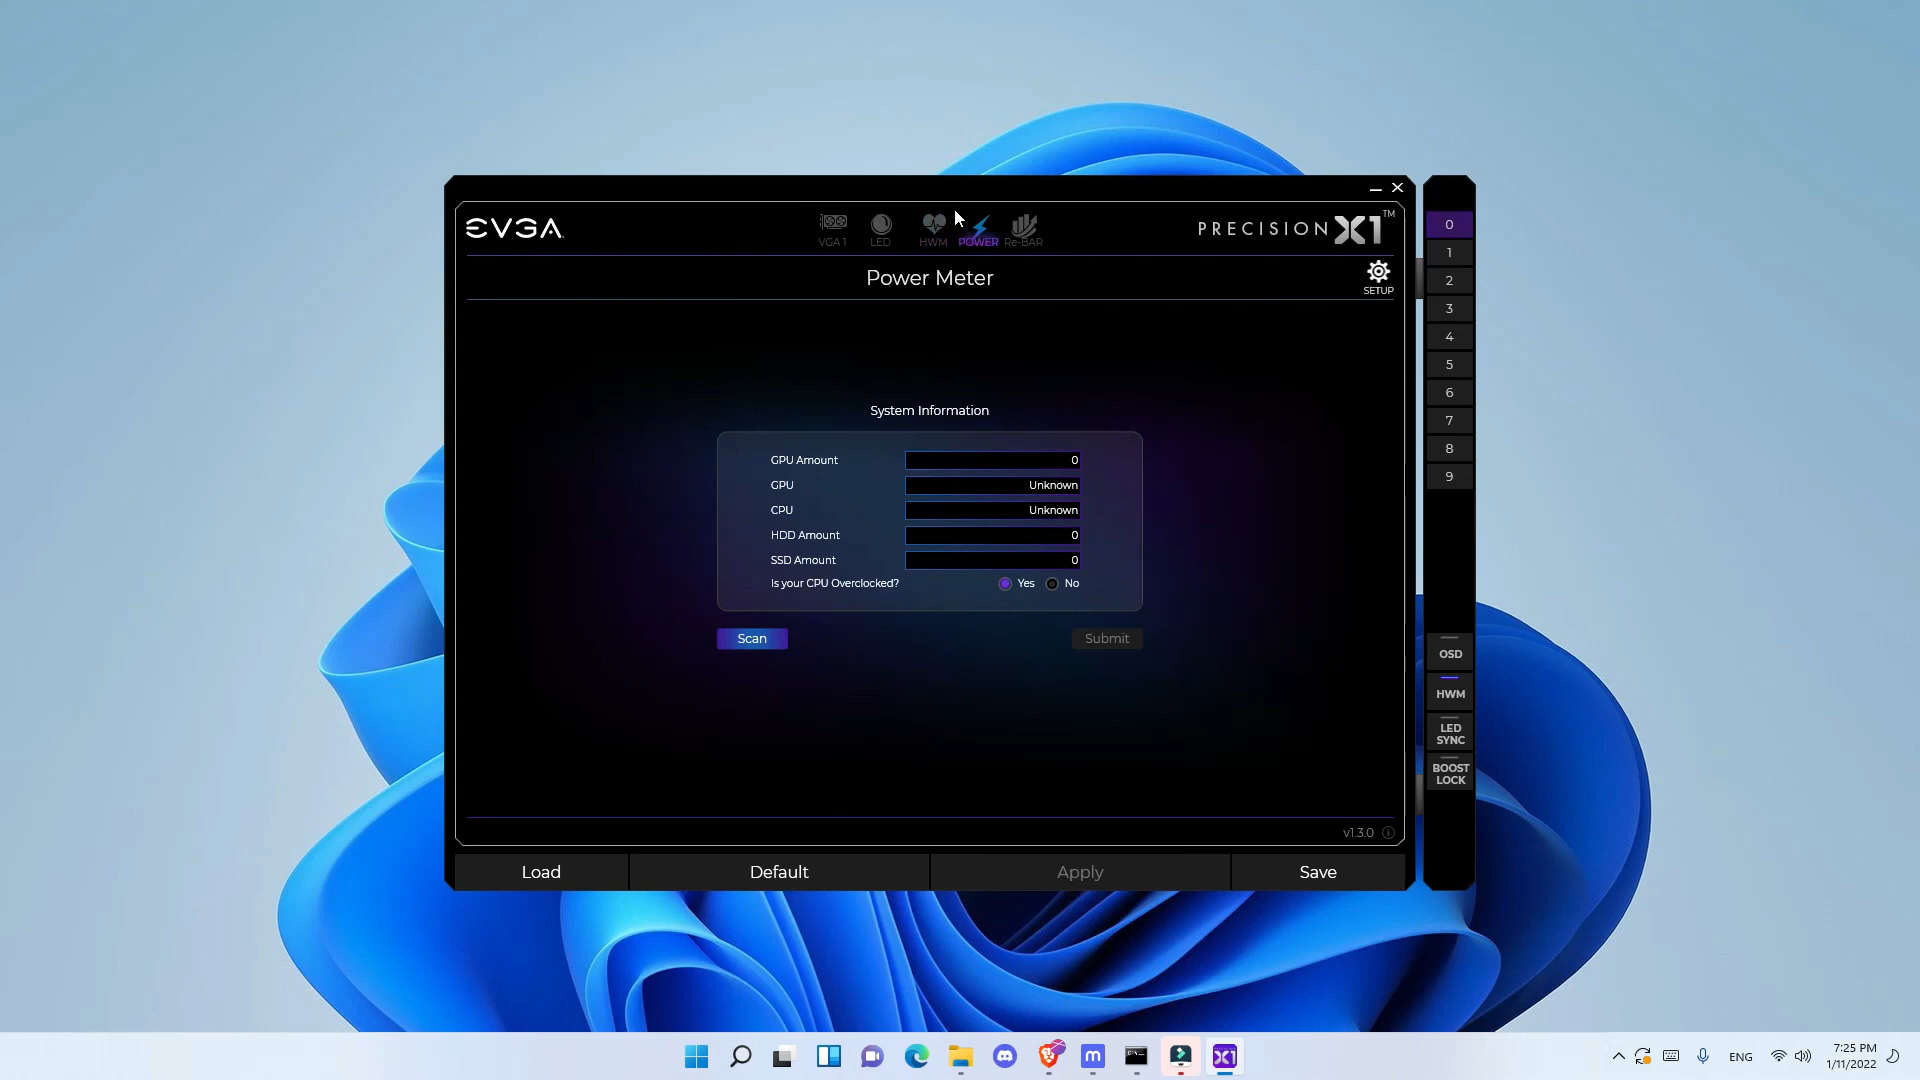 EVGA
VGA 1
LED
HWM
POWER
Re-BAR
PRECISION X1™
Power Meter
SETUP
System Information
GPU Amount 0
GPU Unknown
CPU Unknown
HDD Amount 0
SSD Amount 0
Is your CPU Overclocked? Yes No
Scan
Submit
v1.3.0
Load
Default
Apply
Save
0
1
2
3
4
5
6
7
8
9
OSD
HWM
LED
SYNC
BOOST
LOCK
X1
ENG
7:25 PM
1/11/2022